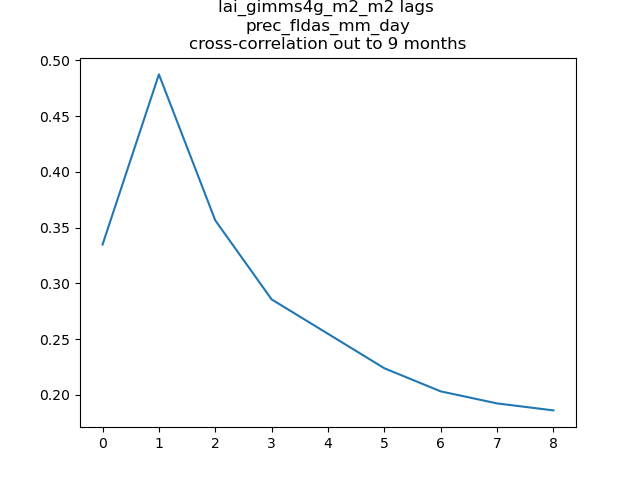 lai_gimms4g_m2_m2 lags
prec_fldas_mm_day
cross-correlation out to 9 months
0.50
0.45
0.40
0.35
0.30
0.25
0.20
0 1 2 3 4 5 6 7 8